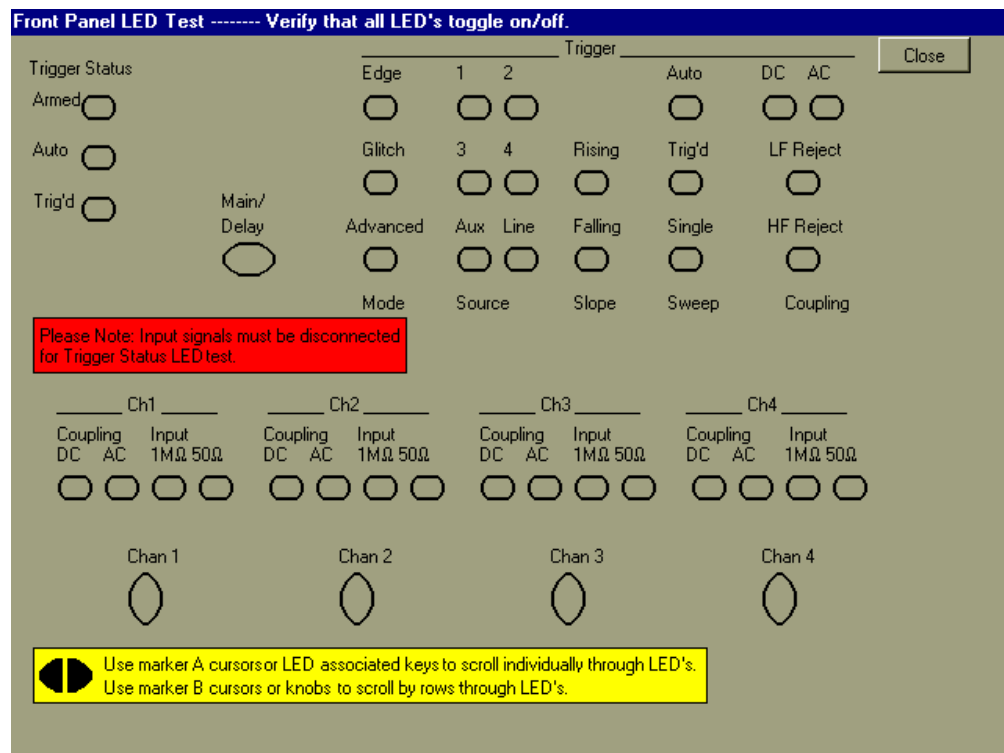 Front Panel LED Test -------- Verify that all LED's toggle on/off.
Close
Trigger Status
Armed
Auto
Trig'd
Main/
Delay
Trigger
Edge 1 2 Auto DC AC
Glitch 3 4 Rising Trig'd LF Reject
Advanced Aux Line Falling Single HF Reject
Mode Source Slope Sweep Coupling
Please Note: Input signals must be disconnected
for Trigger Status LED test.
Ch1 Ch2 Ch3 Ch4
Coupling Input Coupling Input Coupling Input Coupling Input
DC AC 1MΩ 50Ω DC AC 1MΩ 50Ω DC AC 1MΩ 50Ω DC AC 1MΩ 50Ω
Chan 1 Chan 2 Chan 3 Chan 4
Use marker A cursorsor LED associated keys to scroll individually through LED's.
Use marker B cursors or knobs to scroll by rows through LED's.